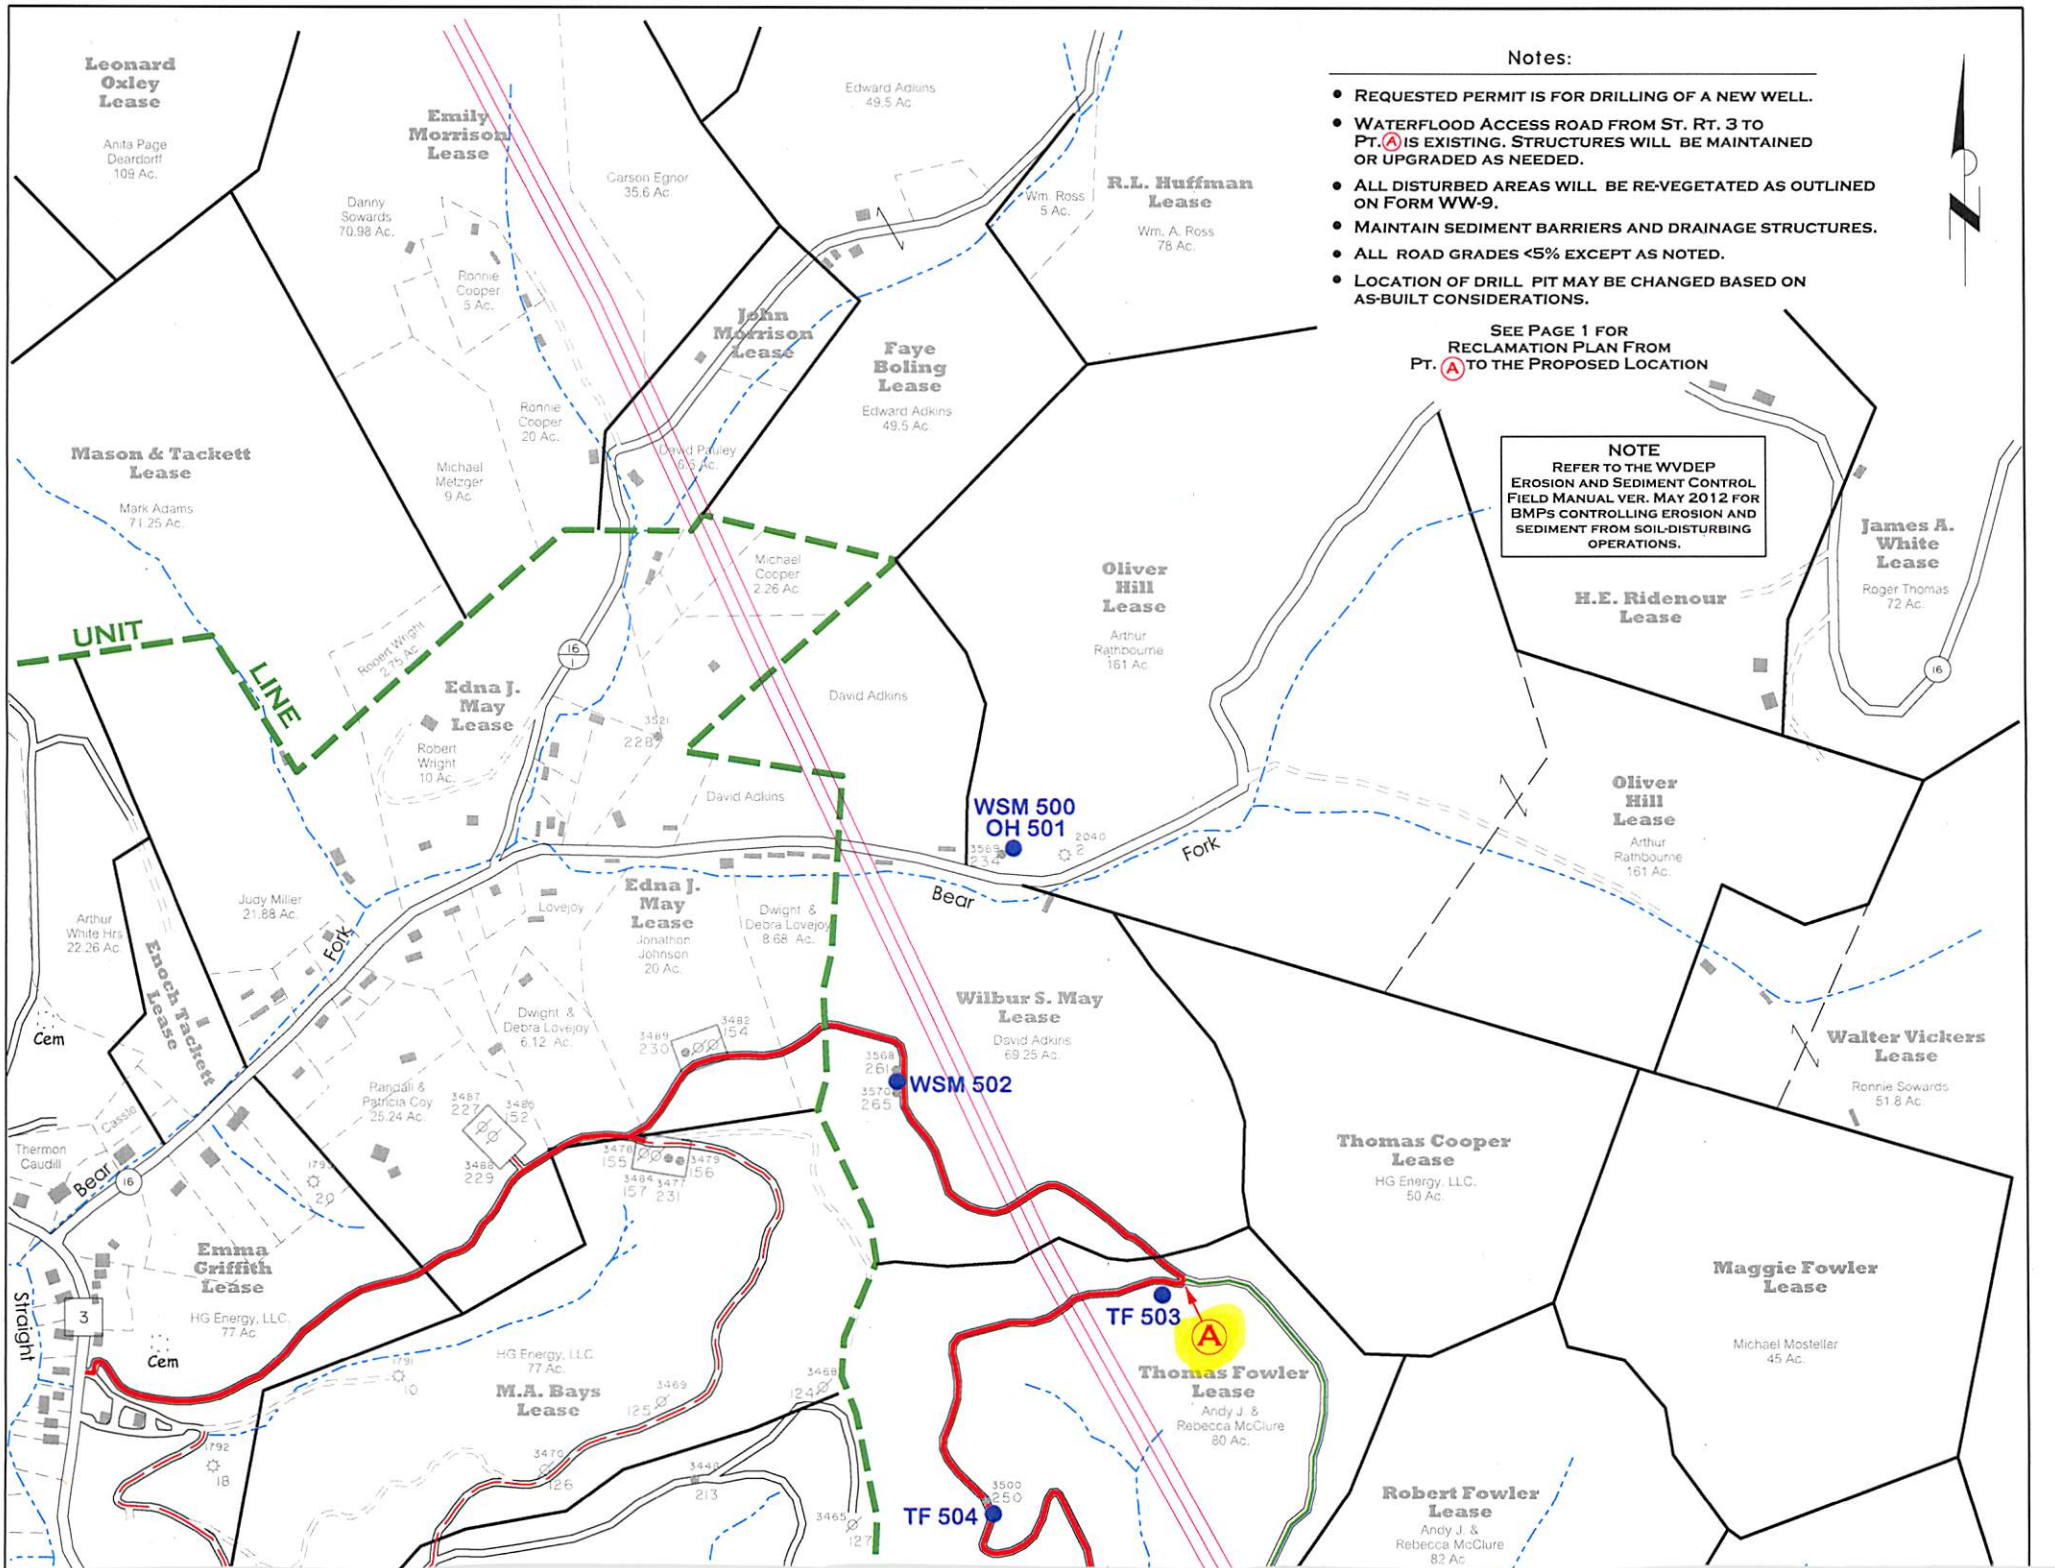 Notes:
• REQUESTED PERMIT IS FOR DRILLING OF A NEW WELL.
• WATERFLOOD ACCESS ROAD FROM ST. RT. 3 TO
PT. A IS EXISTING. STRUCTURES WILL BE MAINTAINED
OR UPGRADED AS NEEDED.
• ALL DISTURBED AREAS WILL BE RE-VEGETATED AS OUTLINED
ON FORM WW-9.
• MAINTAIN SEDIMENT BARRIERS AND DRAINAGE STRUCTURES.
• ALL ROAD GRADES <5% EXCEPT AS NOTED.
• LOCATION OF DRILL PIT MAY BE CHANGED BASED ON
AS-BUILT CONSIDERATIONS.
SEE PAGE 1 FOR
RECLAMATION PLAN FROM
PT. A TO THE PROPOSED LOCATION
NOTE
REFER TO THE WVDEP
EROSION AND SEDIMENT CONTROL
FIELD MANUAL VER. MAY 2012 FOR
BMPS CONTROLLING EROSION AND
SEDIMENT FROM SOIL-DISTURBING
OPERATIONS.
N
Leonard
Oxley
Lease
Anita Page
Deardorff
109 Ac.
Emily
Morrison
Lease
Danny
Sowards
70.98 Ac.
Ronnie
Cooper
5 Ac.
Carson Egnor
35.6 Ac
Edward Adkins
49.5 Ac
Wm. Ross
5 Ac.
R.L. Huffman
Lease
Wm. A. Ross
78 Ac.
John
Morrison
Lease
Faye
Boling
Lease
Edward Adkins
49.5 Ac
Ronnie
Cooper
20 Ac.
David Pauley
6.5 Ac.
Michael
Metzger
9 Ac
Mason & Tackett
Lease
Mark Adams
71.25 Ac.
Michael
Cooper
2.26 Ac.
Oliver
Hill
Lease
Arthur
Rathbourne
161 Ac
H.E. Ridenour
Lease
James A.
White
Lease
Roger Thomas
72 Ac.
16
UNIT
LINE
Robert Wright
2.75 Ac
16
1
Edna J.
May
Lease
Robert
Wright
10 Ac.
3521
228
David Adkins
David Adkins
WSM 500
OH 501
3569
234
2040
2
Oliver
Hill
Lease
Arthur
Rathbourne
161 Ac
Fork
Bear
Arthur
White Hrs
22.26 Ac
Judy Miller
21.88 Ac.
Lovejoy
Edna J.
May
Lease
Jonathon
Johnson
20 Ac.
Dwight &
Debra Lovejoy
8.68 Ac.
Fork
Enoch Tackett
Lease
Cem
Dwight &
Debra Lovejoy
6.12 Ac.
3489
230
3482
154
Wilbur S. May
Lease
David Adkins
69.25 Ac
3568
261
WSM 502
3570
265
Walter Vickers
Lease
Ronnie Sowards
51.8 Ac
Randall &
Patricia Coy
25.24 Ac.
3487
227
3486
152
3488
229
Cassie
Thermon
Caudill
Bear
16
1793
20
3478
155
3479
156
3484
157
3477
231
Thomas Cooper
Lease
HG Energy, LLC.
50 Ac.
Emma
Griffith
Lease
HG Energy, LLC.
77 Ac
Straight
3
Cem
Maggie Fowler
Lease
Michael Mosteller
45 Ac.
TF 503
A
Thomas Fowler
Lease
Andy J. &
Rebecca McClure
80 Ac.
HG Energy, LLC.
77 Ac.
M.A. Bays
Lease
1791
10
3469
125
3468
124
1792
18
3470
126
3448
213
3465
127
3500
250
TF 504
Robert Fowler
Lease
Andy J. &
Rebecca McClure
82 Ac